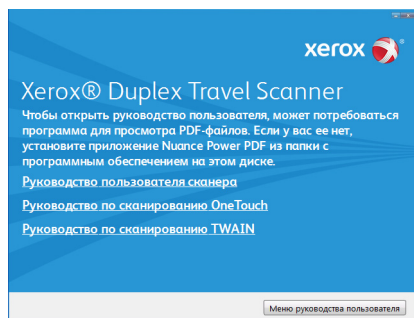 xerox
Xerox® Duplex Travel Scanner
Чтобы открыть руководство пользователя, может потребоваться
программа для просмотра PDF-файлов. Если у вас ее нет,
установите приложение Nuance Power PDF из папки с
программным обеспечением на этом диске.
Руководство пользователя сканера
Руководство по сканированию OneTouch
Руководство по сканированию TWAIN
Меню руководства пользователя